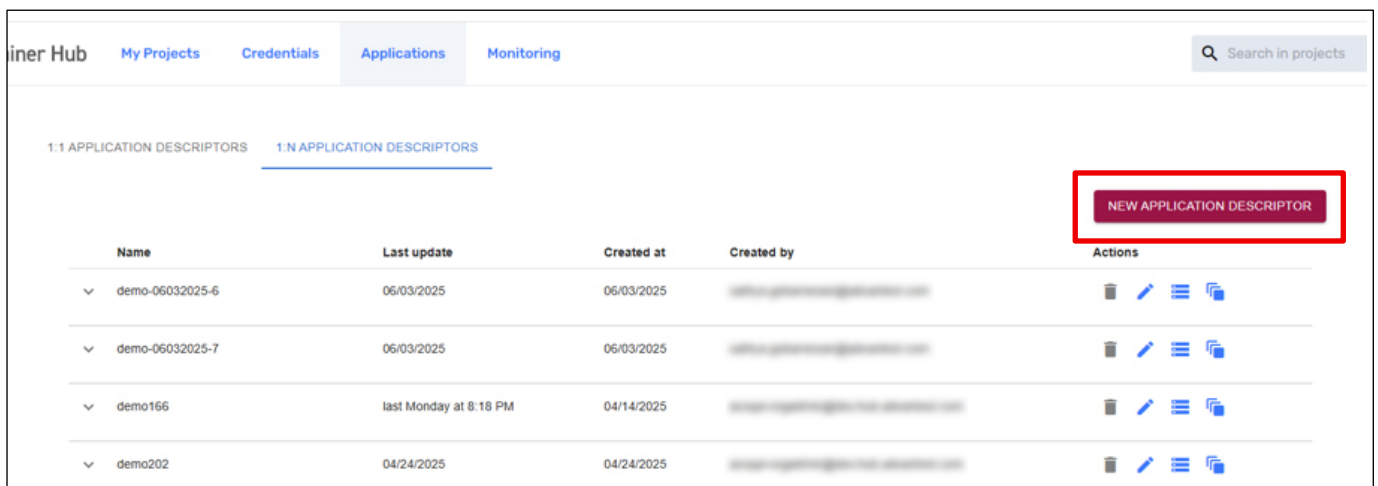 Hub My Projects Credentials Applications Monitoring Search in projects
1:1 APPLICATION DESCRIPTORS 1:N APPLICATION DESCRIPTORS
NEW APPLICATION DESCRIPTOR
Name Last update Created at Created by Actions
demo-06032025-6 06/03/2025 06/03/2025
demo-06032025-7 06/03/2025 06/03/2025
demo166 last Monday at 8:18 PM 04/14/2025
demo202 04/24/2025 04/24/2025